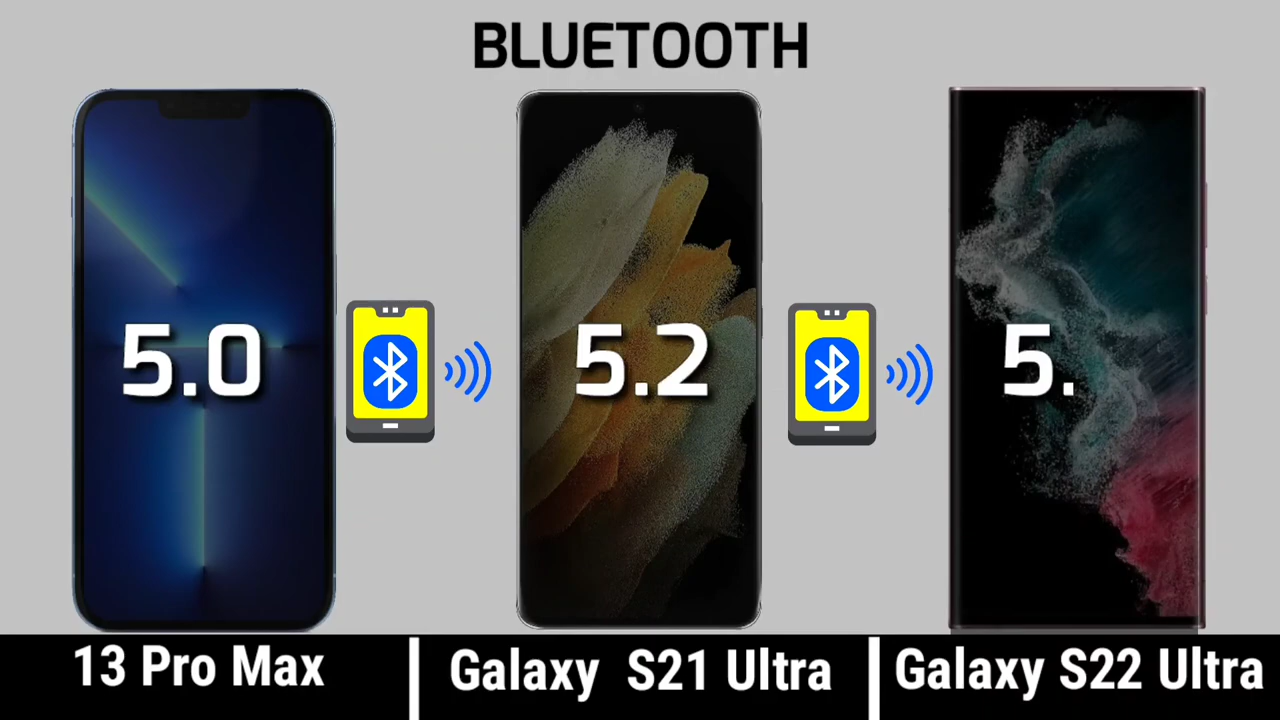 BLUETOOTH
5.0
5.2
5.
13 Pro Max
Galaxy S21 Ultra
Galaxy S22 Ultra